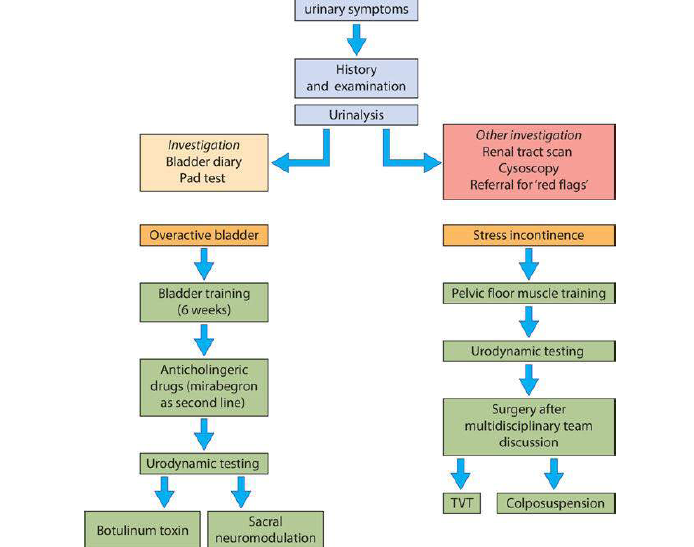 urinary symptoms
History
and examination
Urinalysis
Investigation
Bladder diary
Pad test
Other investigation
Renal tract scan
Cysoscopy
Referral for ‘red flags’
Overactive bladder
Stress incontinence
Bladder training
(6 weeks)
Pelvic floor muscle training
Anticholingeric
drugs (mirabegron
as second line)
Urodynamic testing
Surgery after
multidisciplinary team
discussion
Urodynamic testing
Botulinum toxin
Sacral
neuromodulation
TVT
Colposuspension